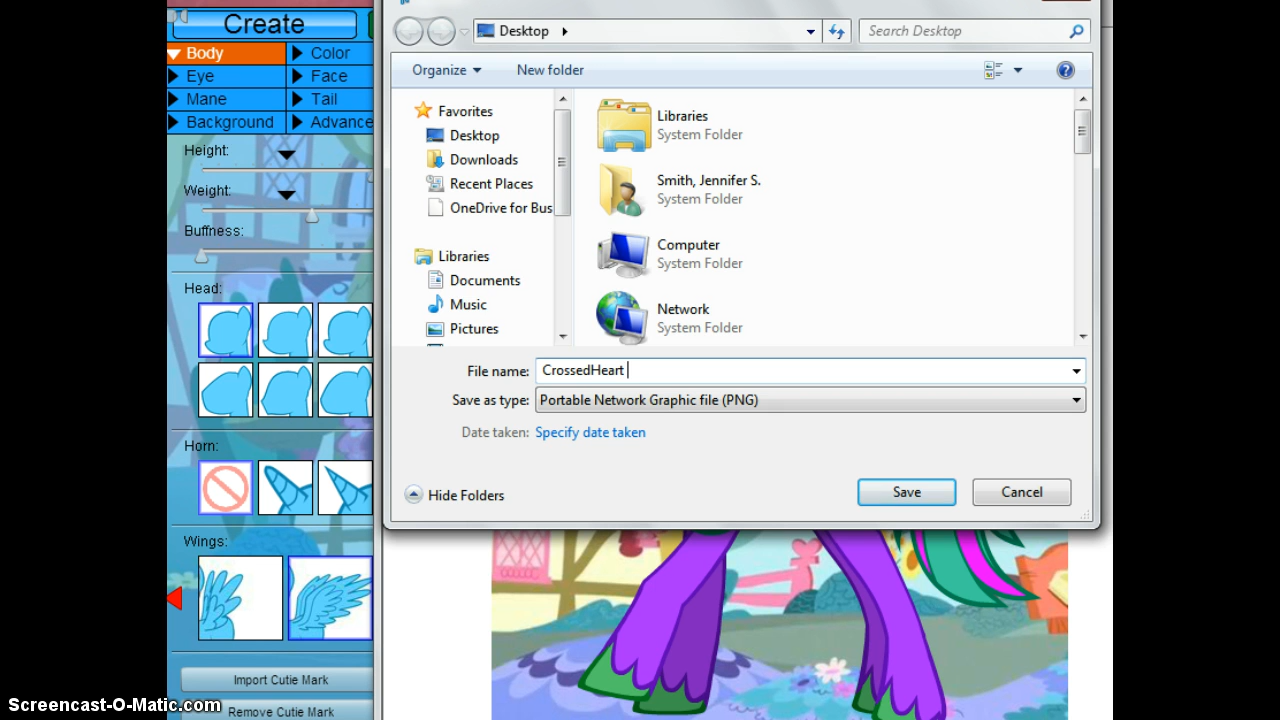 Create
Body
Color
Eye
Face
Mane
Tail
Background
Advance
Height:
Weight:
Buffness:
Head:
Horn:
Wings:
Import Cutie Mark
Remove Cutie Mark
Desktop
Search Desktop
Organize
New folder
Favorites
Desktop
Downloads
Recent Places
OneDrive for Bus
Libraries
Documents
Music
Pictures
Libraries
System Folder
Smith, Jennifer S.
System Folder
Computer
System Folder
Network
System Folder
File name: CrossedHeart
Save as type: Portable Network Graphic file (PNG)
Date taken: Specify date taken
Hide Folders
Save
Cancel
Screencast-O-Matic.com